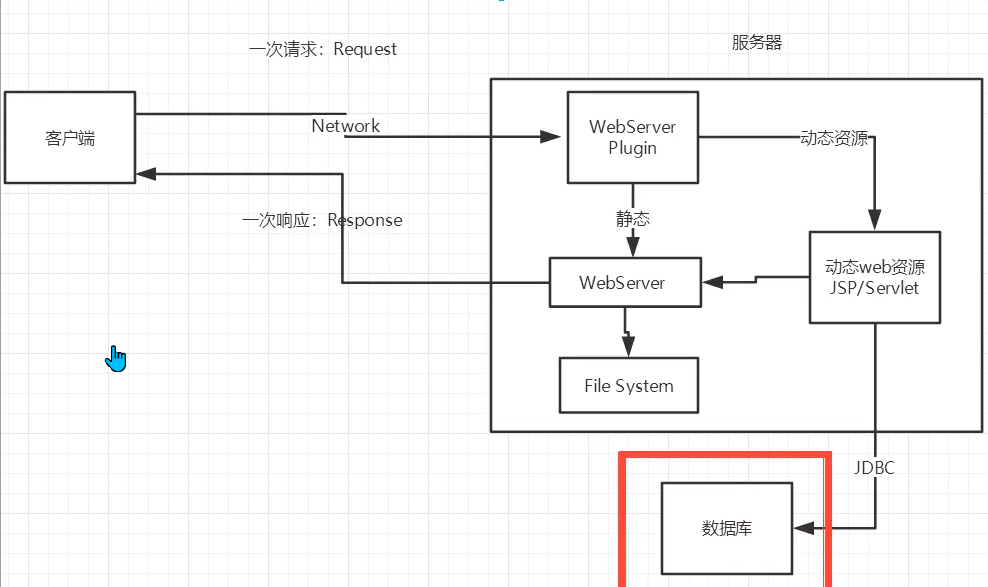 一次请求：Request
服务器
客户端
Network
WebServer
Plugin
动态资源
一次响应：Response
静态
动态web资源
JSP/Servlet
WebServer
File System
JDBC
数据库